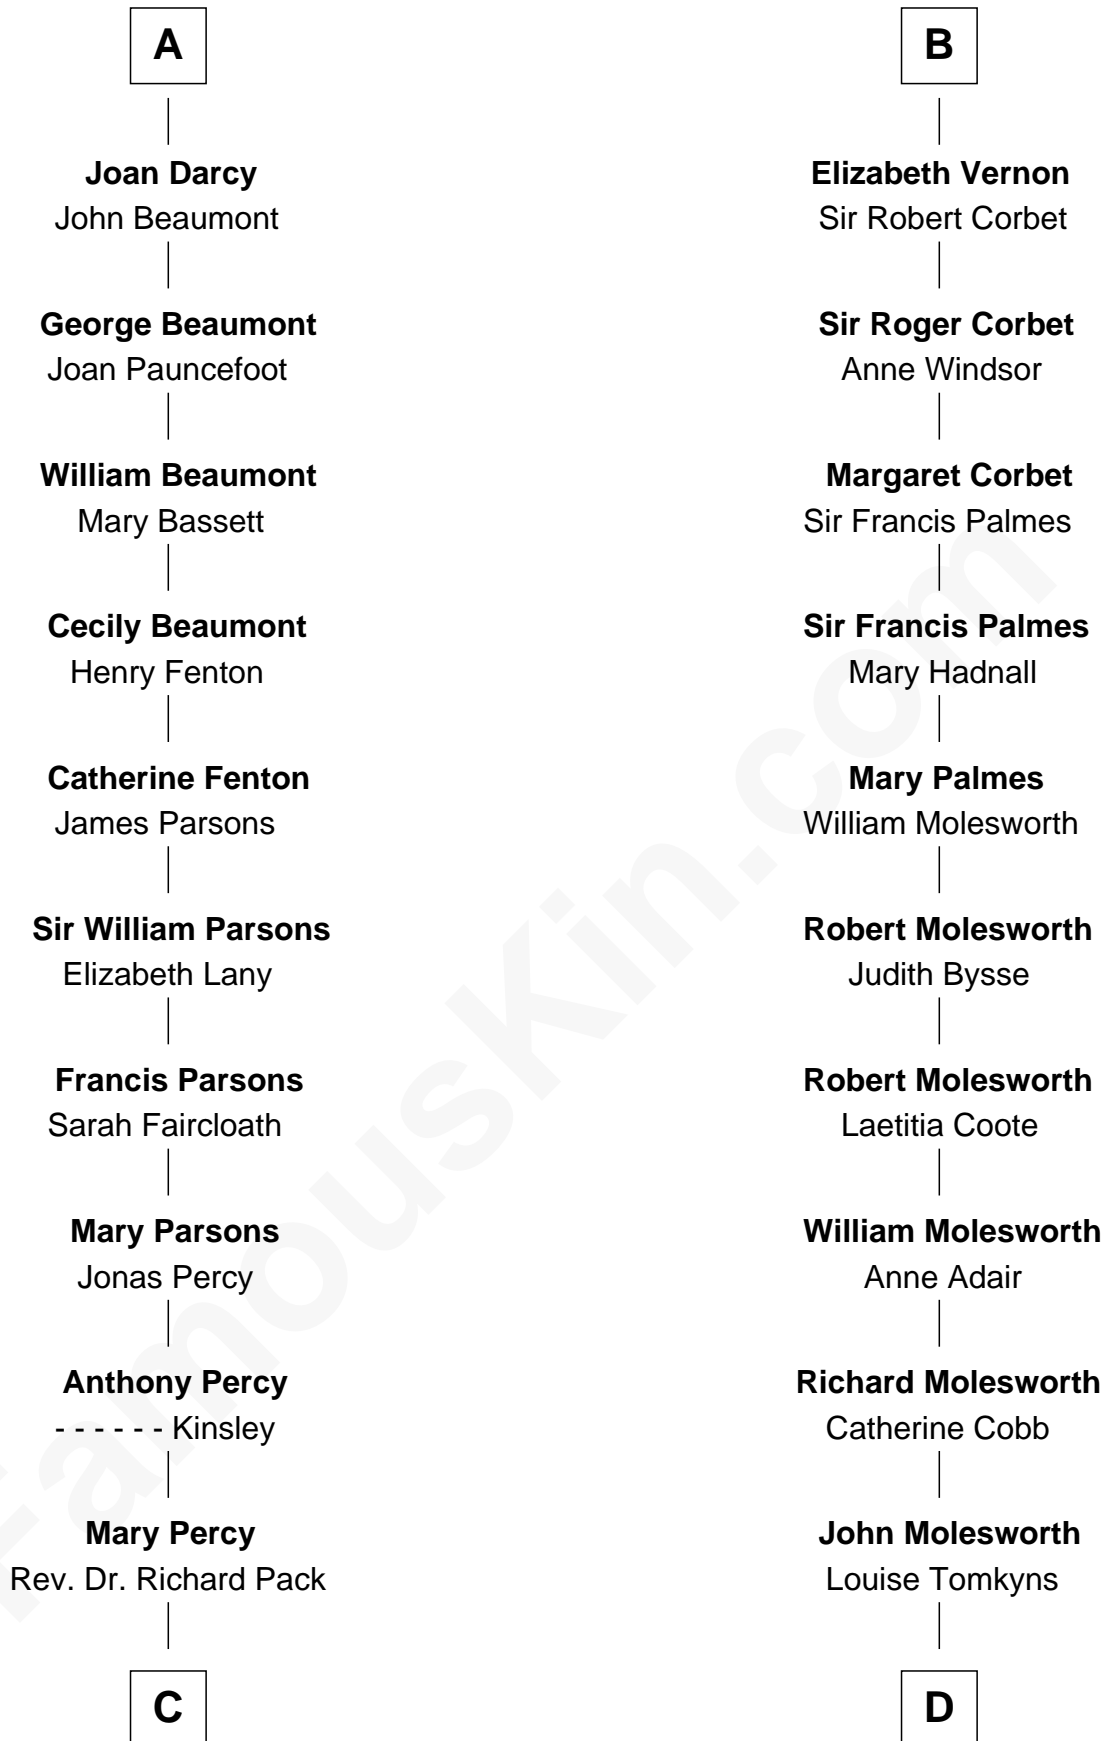 A
Joan Darcy
John Beaumont
George Beaumont
Joan Pauncefoot
William Beaumont
Mary Bassett
Cecily Beaumont
Henry Fenton
Catherine Fenton
James Parsons
Sir William Parsons
Elizabeth Lany
Francis Parsons
Sarah Faircloath
Mary Parsons
Jonas Percy
Anthony Percy
- - - - - - Kinsley
Mary Percy
Rev. Dr. Richard Pack
C
B
Elizabeth Vernon
Sir Robert Corbet
Sir Roger Corbet
Anne Windsor
Margaret Corbet
Sir Francis Palmes
Sir Francis Palmes
Mary Hadnall
Mary Palmes
William Molesworth
Robert Molesworth
Judith Bysse
Robert Molesworth
Laetitia Coote
William Molesworth
Anne Adair
Richard Molesworth
Catherine Cobb
John Molesworth
Louise Tomkyns
D
FamousKin.com